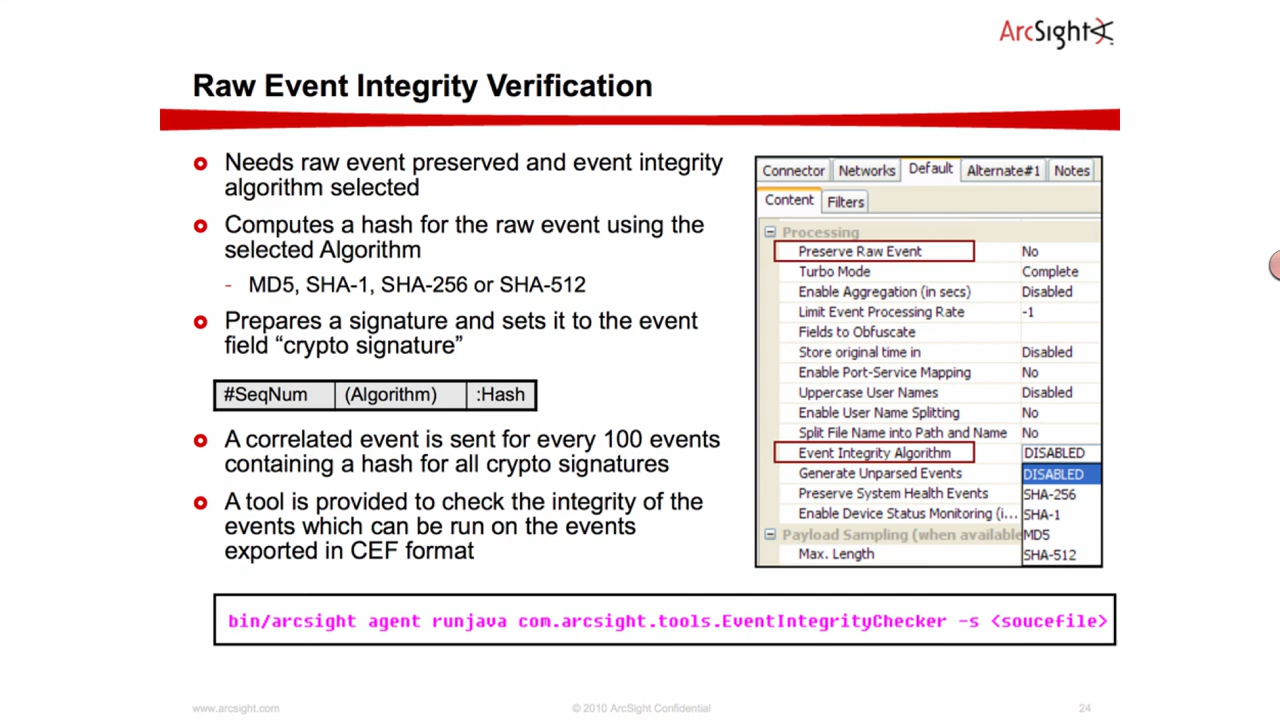 ArcSight
Raw Event Integrity Verification
Needs raw event preserved and event integrity
algorithm selected
Computes a hash for the raw event using the
selected Algorithm
- MD5, SHA-1, SHA-256 or SHA-512
Prepares a signature and sets it to the event
field “crypto signature”
#SeqNum (Algorithm) :Hash
A correlated event is sent for every 100 events
containing a hash for all crypto signatures
A tool is provided to check the integrity of the
events which can be run on the events
exported in CEF format
Connector Networks Default Alternate#1 Notes
Content Filters
Processing
Preserve Raw Event No
Turbo Mode Complete
Enable Aggregation (in secs) Disabled
Limit Event Processing Rate -1
Fields to Obfuscate
Store original time in Disabled
Enable Port-Service Mapping No
Uppercase User Names Disabled
Enable User Name Splitting No
Split File Name into Path and Name No
Event Integrity Algorithm DISABLED
Generate Unparsed Events DISABLED
Preserve System Health Events SHA-256
Enable Device Status Monitoring (i... SHA-1
Payload Sampling (when available MD5
Max. Length SHA-512
bin/arcsight agent runjava com.arcsight.tools.EventIntegrityChecker -s <soucefile>
www.arcsight.com © 2010 ArcSight Confidential 24